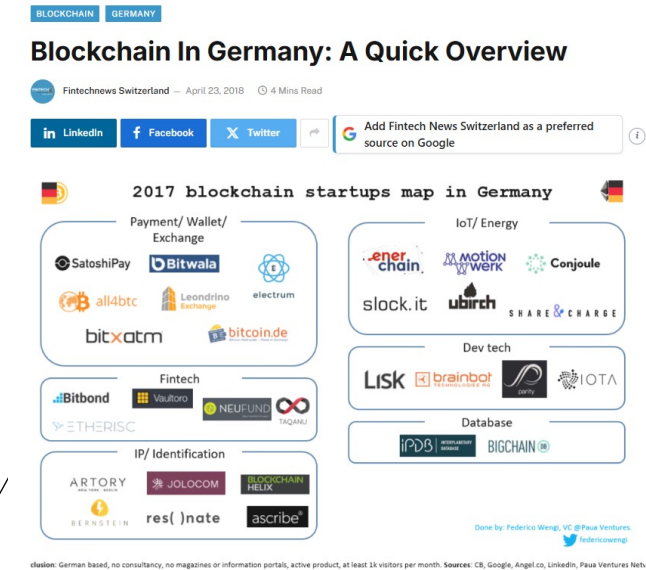 BLOCKCHAIN GERMANY
Blockchain In Germany: A Quick Overview
Fintechnews Switzerland — April 23, 2018 4 Mins Read
in LinkedIn f Facebook X Twitter
G Add Fintech News Switzerland as a preferred
source on Google
i
2017 blockchain startups map in Germany
Payment/ Wallet/
Exchange
SatoshiPay Bitwala electrum
all4btc Leondrino
Exchange
bitxatm bitcoin.de
Fintech
Bitbond Vaultoro NEUFUND TAQANU
ETHERISC
IP/ Identification
ARTORY
NEW YORK · BERLIN
JOLOCOM
BLOCKCHAIN
HELIX
BERNSTEIN res( )nate ascribe
IoT/ Energy
enerchain MOTION
WERK
Conjoule
slock.it ubirch SHARE & CHARGE
Dev tech
LISK brainbot
TECHNOLOGIES AG
parity IOTA
Database
IPDB INTERPLANETARY
DATABASE
BIGCHAIN DB
Done by: Federico Wengi, VC @Paua Ventures.
federicowengi
clusion: German based, no consultancy, no magazines or information portals, active product, at least 1k visitors per month. Sources: CB, Google, Angel.co, LinkedIn, Paua Ventures Netv